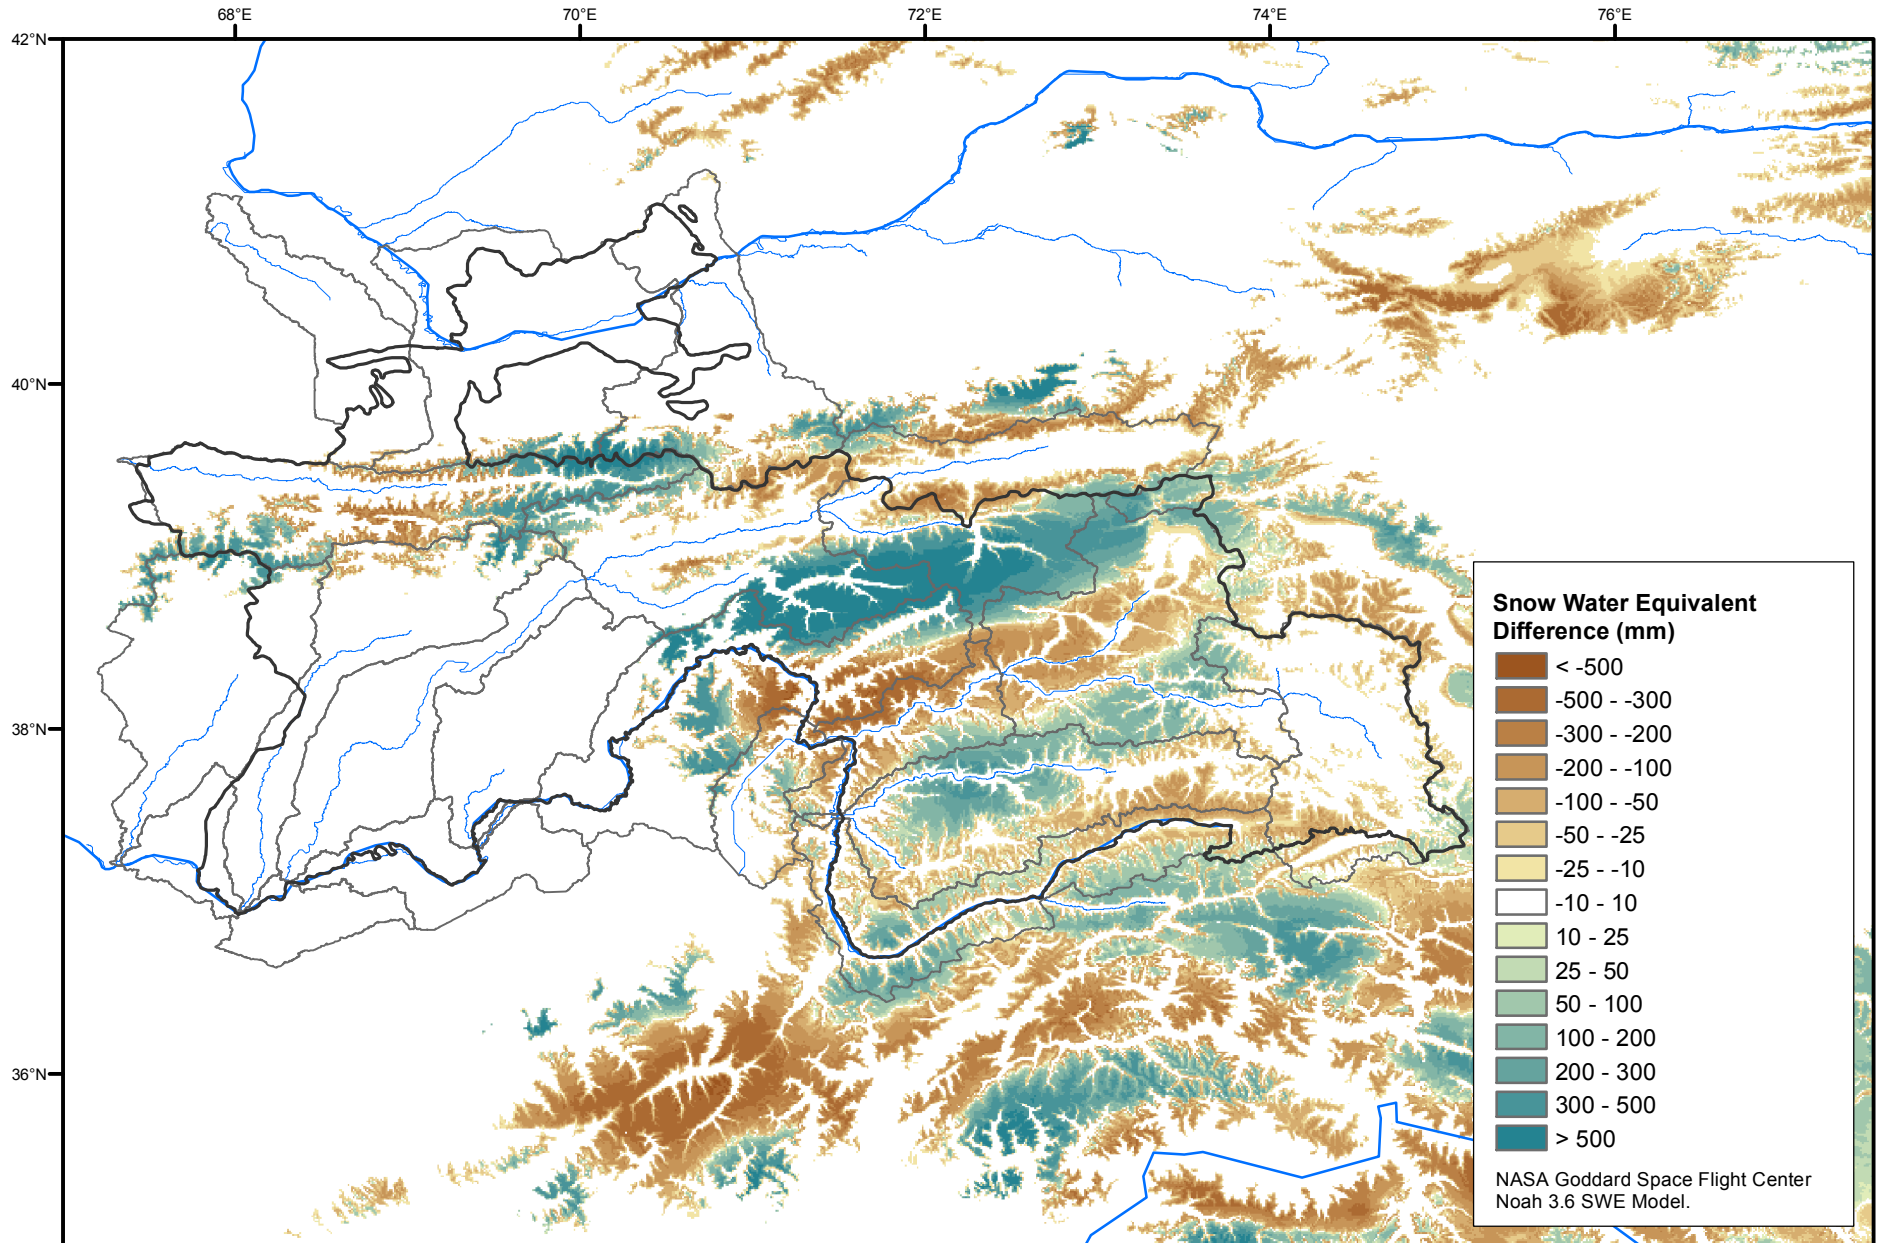 68°E
70°E
72°E
74°E
76°E
42°N
40°N
38°N
36°N
Snow Water Equivalent
Difference (mm)
< -500
-500 - -300
-300 - -200
-200 - -100
-100 - -50
-50 - -25
-25 - -10
-10 - 10
10 - 25
25 - 50
50 - 100
100 - 200
200 - 300
300 - 500
> 500
NASA Goddard Space Flight Center
Noah 3.6 SWE Model.